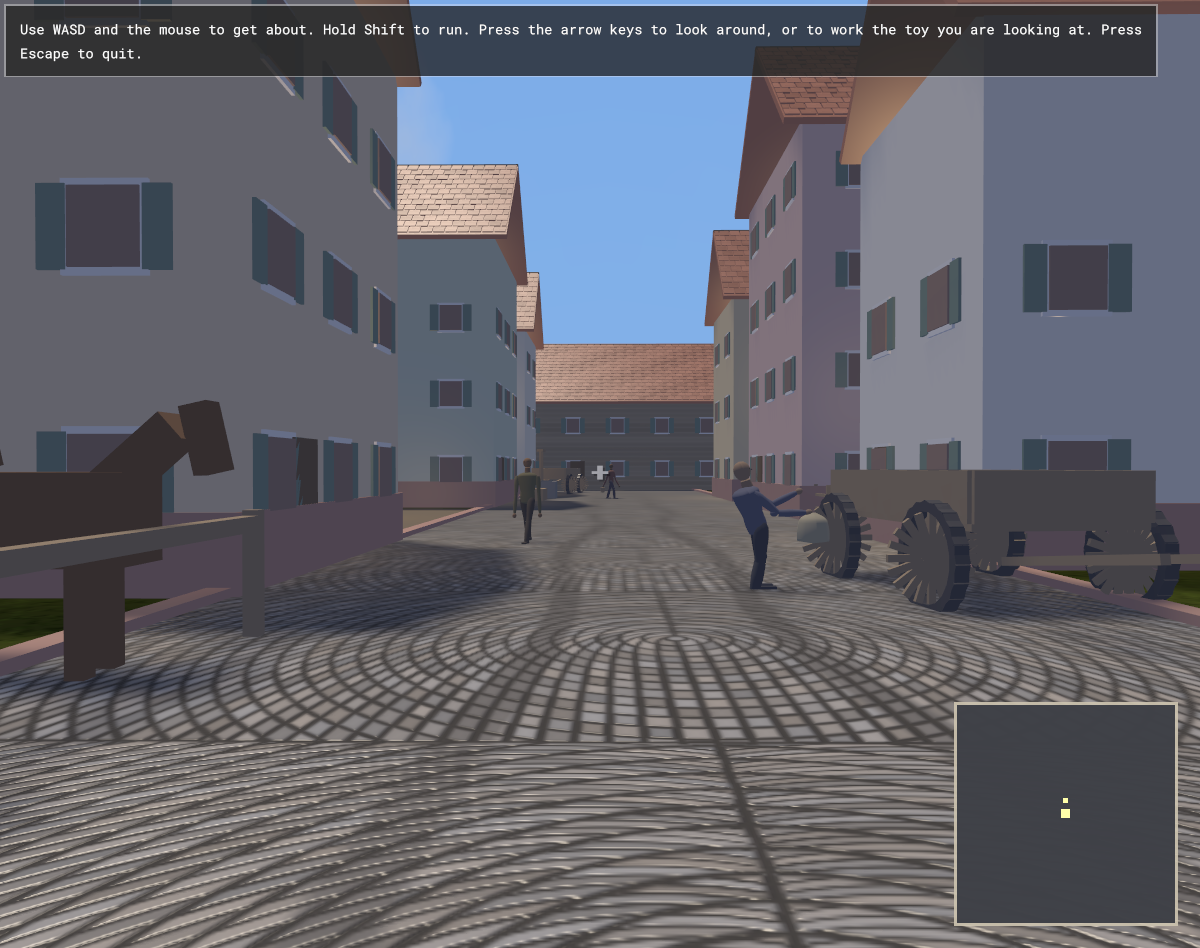 Use WASD and the mouse to get about. Hold Shift to run. Press the arrow keys to look around, or to work the toy you are looking at. Press
Escape to quit.